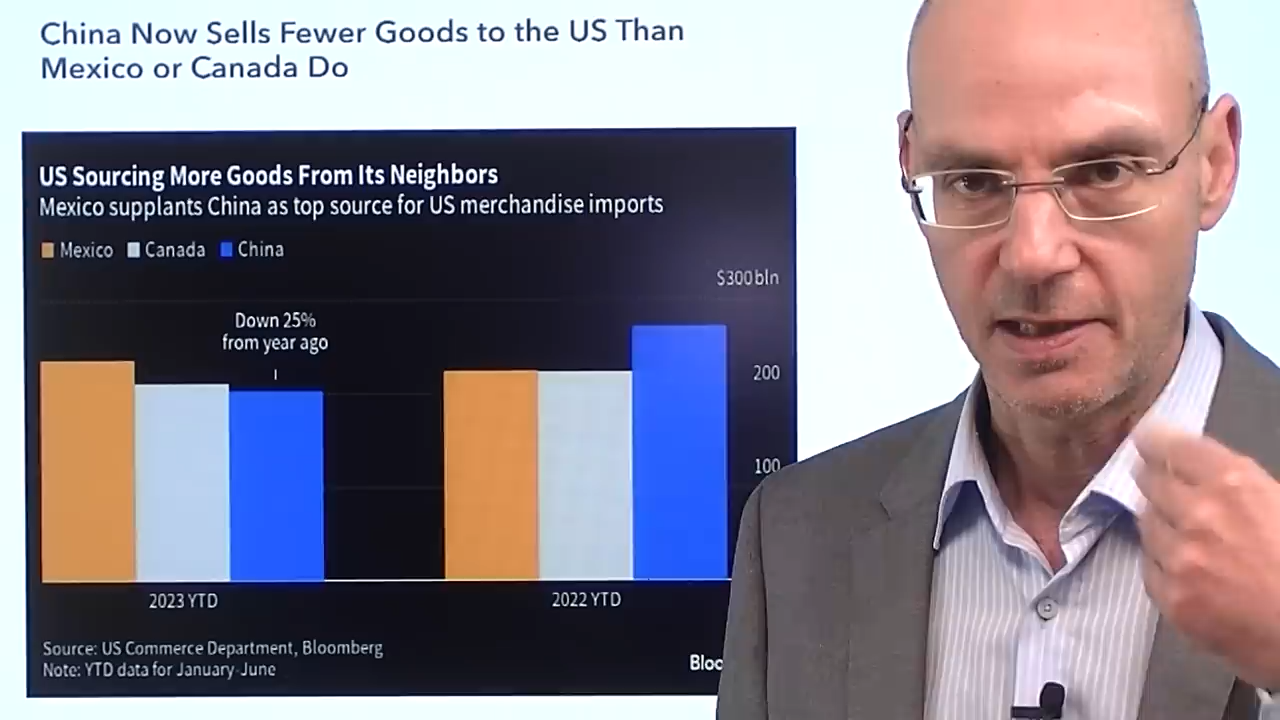 China Now Sells Fewer Goods to the US Than
Mexico or Canada Do
US Sourcing More Goods From Its Neighbors
Mexico supplants China as top source for US merchandise imports
Mexico Canada China
$300bln
Down 25%
from year ago
200
100
2023 YTD
2022 YTD
Source: US Commerce Department, Bloomberg
Note: YTD data for January-June
Bloo